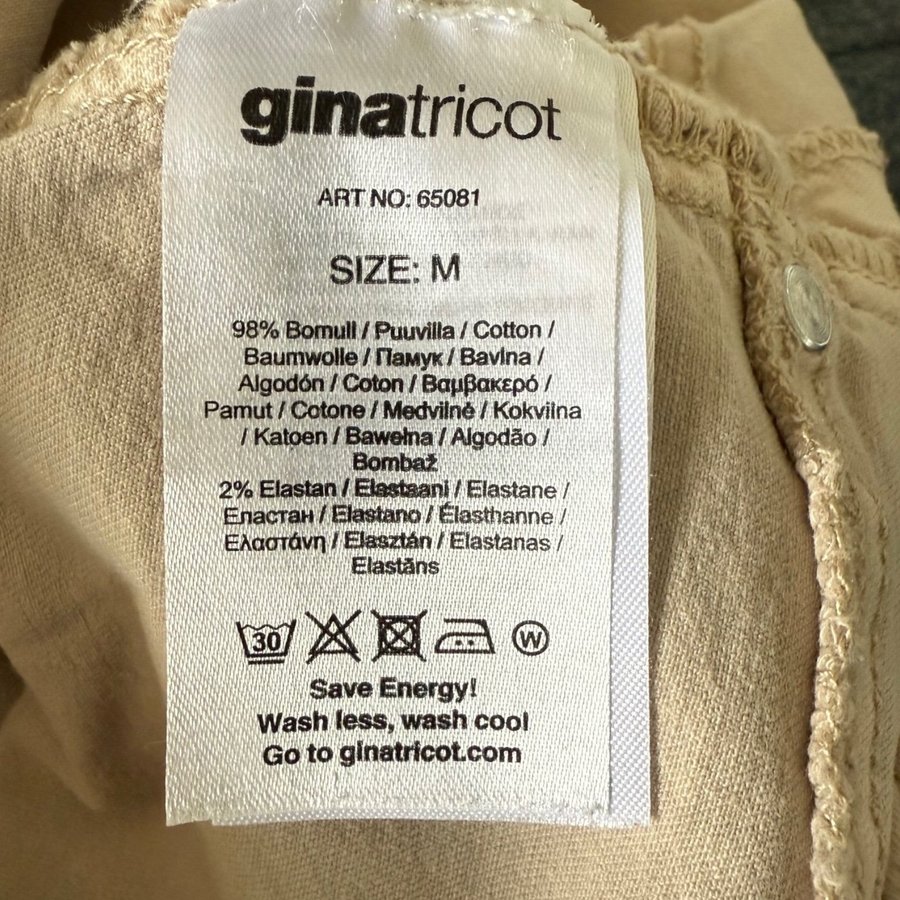 ginatricot
ART NO: 65081
SIZE: M
98% Bomull / Puuvilla / Cotton /
Baumwolle / Памук / Bavlna /
Algodón / Coton / Βαμβακερό /
Pamut / Cotone / Medvilnė / Kokvilna
/ Katoen / Bawełna / Algodão /
Bombaž
2% Elastan / Elastaani / Elastane /
Еластан / Elastano / Élasthanne /
Ελαστάνη / Elasztán / Elastanas /
Elastāns
30 W
Save Energy!
Wash less, wash cool
Go to ginatricot.com